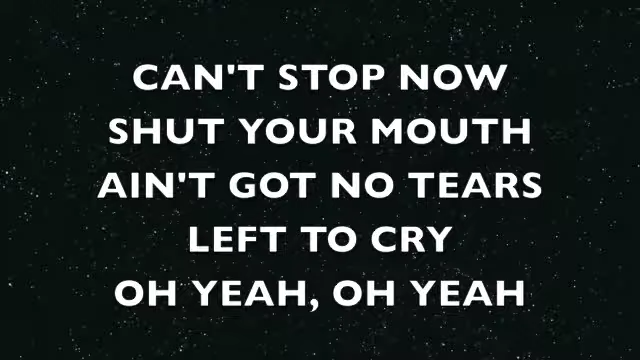 CAN'T STOP NOW
SHUT YOUR MOUTH
AIN'T GOT NO TEARS
LEFT TO CRY
OH YEAH, OH YEAH